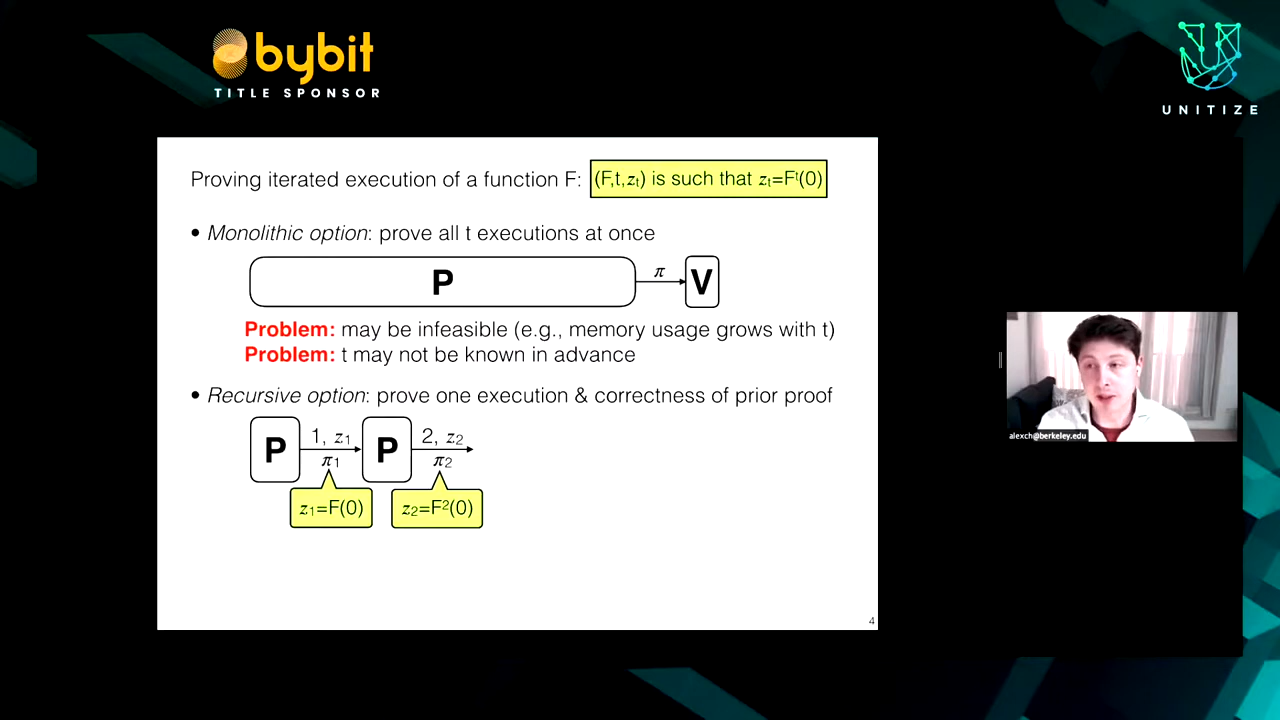 bybit
TITLE SPONSOR
UNITIZE
Proving iterated execution of a function F: (F,t,zₜ) is such that zₜ=Fᵗ(0)
• Monolithic option: prove all t executions at once
P π V
Problem: may be infeasible (e.g., memory usage grows with t)
Problem: t may not be known in advance
• Recursive option: prove one execution & correctness of prior proof
P 1, z₁ P 2, z₂
π₁ π₂
z₁=F(0) z₂=F²(0)
alexch@berkeley.edu
4